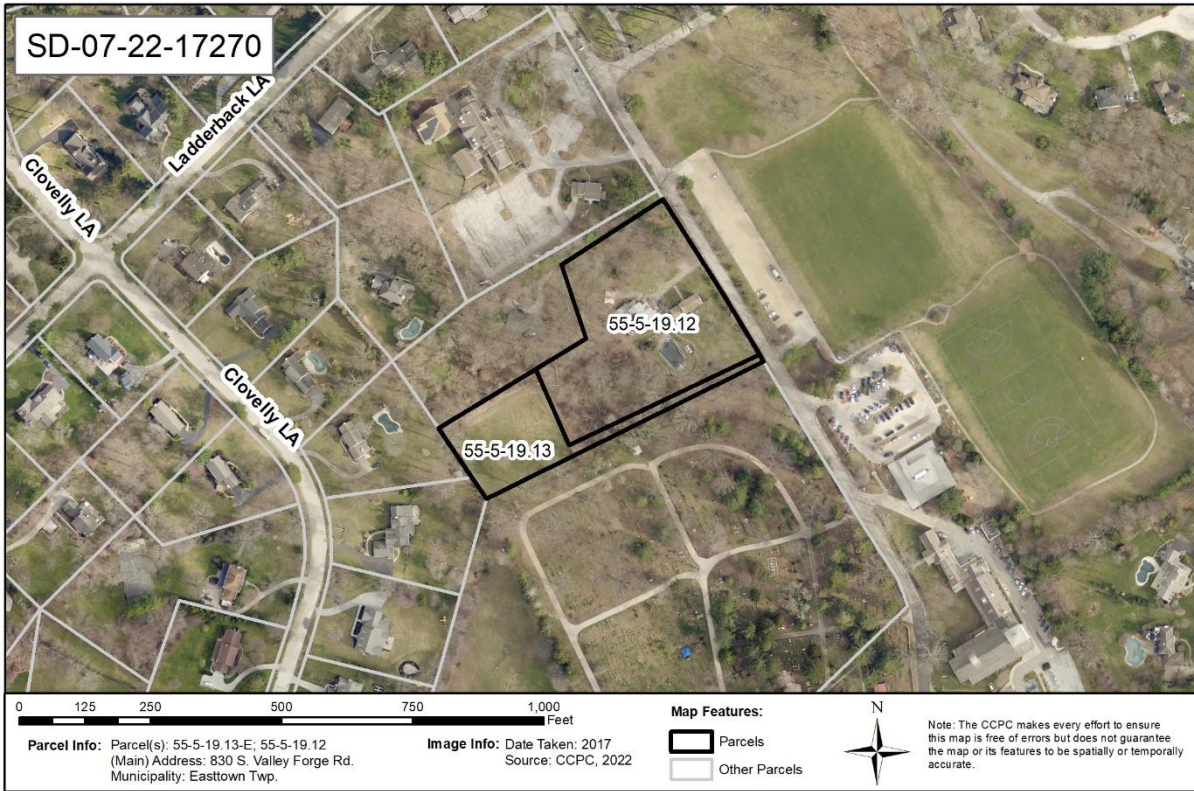 SD-07-22-17270
Ladderback LA
Clovelly LA
55-5-19.12
Clovelly LA
55-5-19.13
0 125 250 500 750 1,000
Feet
Parcel Info: Parcel(s): 55-5-19.13-E; 55-5-19.12
(Main) Address: 830 S. Valley Forge Rd.
Municipality: Easttown Twp.
Image Info: Date Taken: 2017
Source: CCPC, 2022
Map Features:
Parcels
Other Parcels
N
Note: The CCPC makes every effort to ensure
this map is free of errors but does not guarantee
the map or its features to be spatially or temporally
accurate.